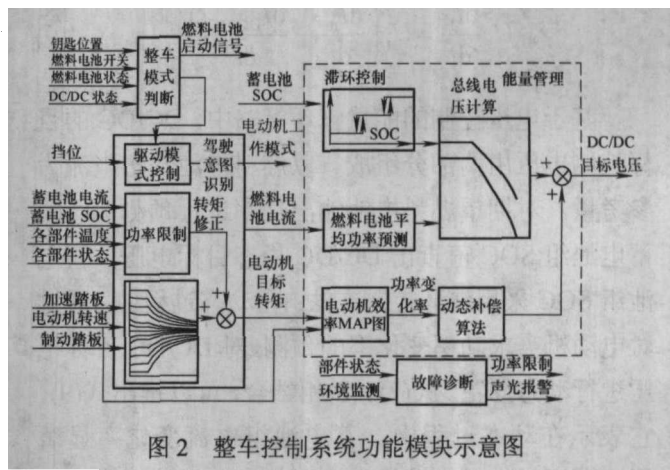 钥匙位置
燃料电池开关
燃料电池状态
DC/DC 状态
整车
模式
判断
燃料电池
启动信号
挡位
驱动模
式控制
驾驶
意图
识别
电动机工
作模式
蓄电池电流
蓄电池 SOC
各部件温度
各部件状态
功率限制
转矩
修正
加速踏板
电动机转速
制动踏板
+
+
电动机
目标
转矩
蓄电池
SOC
燃料电
池电流
滞环控制
SOC
总线电
压计算
能量管理
燃料电池平
均功率预测
+
+
DC/DC
目标电压
电动机效
率MAP图
功率变
化率
动态补偿
算法
部件状态
环境监测
故障诊断
功率限制
声光报警
图 2 整车控制系统功能模块示意图